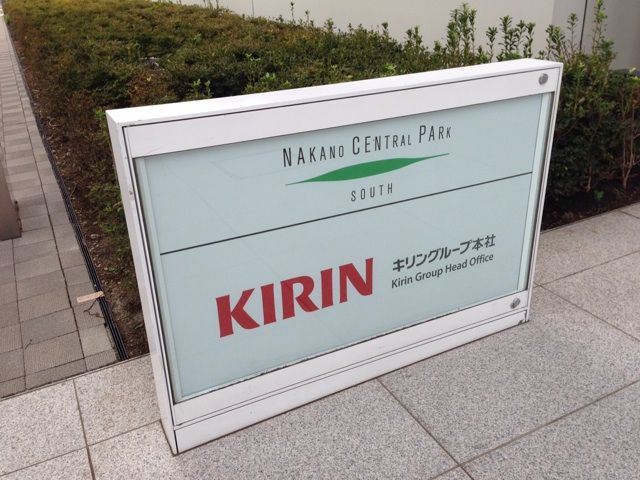 NAKANO CENTRAL PARK
SOUTH
KIRIN
キリングループ本社
Kirin Group Head Office